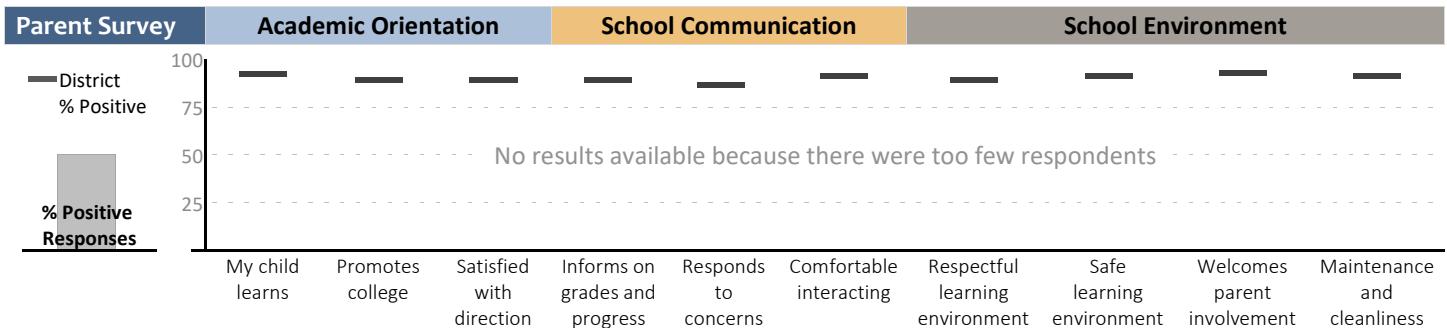 Parent Survey
Academic Orientation
School Communication
School Environment
District
% Positive
% Positive
Responses
100
75
50
25
No results available because there were too few respondents
My child
learns
Promotes
college
Satisfied
with
direction
Informs on
grades and
progress
Responds
to
concerns
Comfortable
interacting
Respectful
learning
environment
Safe
learning
environment
Welcomes
parent
involvement
Maintenance
and
cleanliness